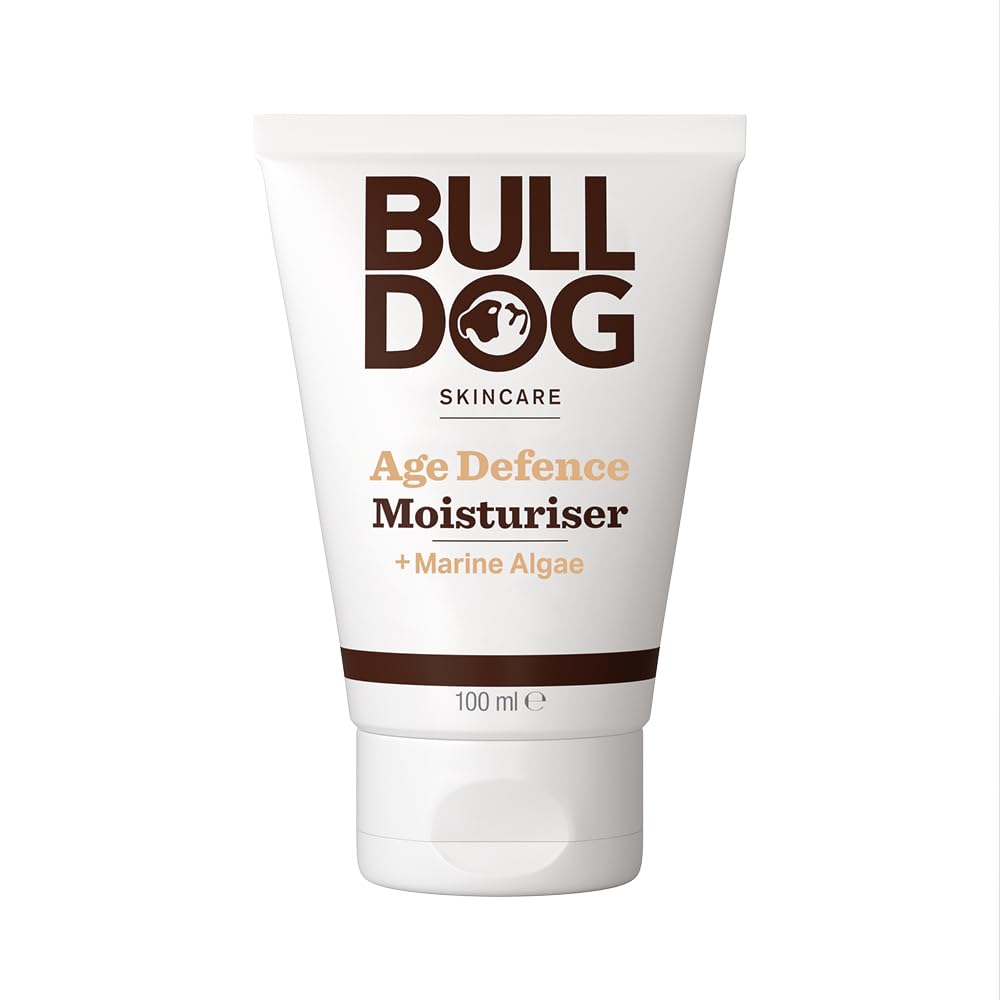 BULL
DOG
SKINCARE
Age Defence
Moisturiser
+ Marine Algae
100 ml ℮